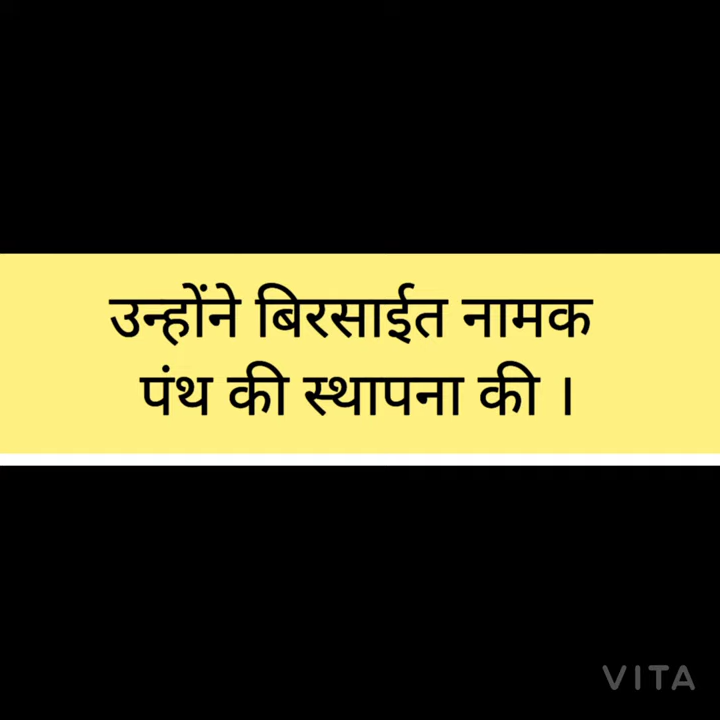 उन्होंने बिरसाईत नामक
पंथ की स्थापना की ।
VITA